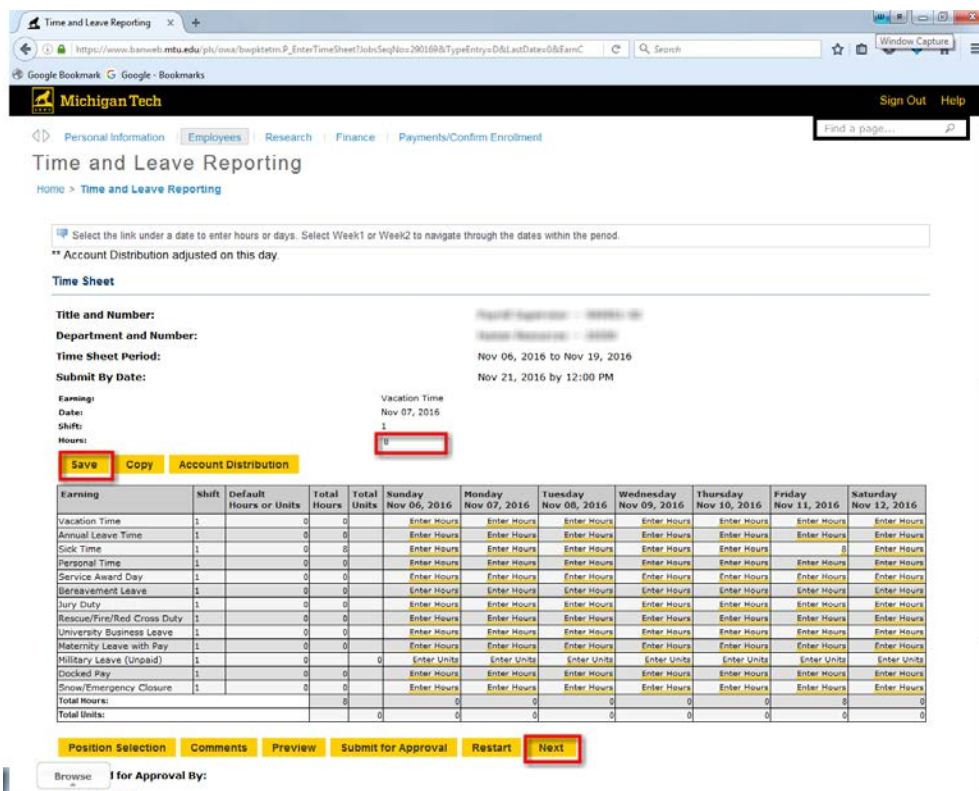 Time and Leave Reporting × +
https://www.banweb.mtu.edu/pls/owa/bwpktetm.P_EnterTimeSheet?JobsSeqNo=290169&TypeEntry=D&LastDate=0&EarnC Search
Window Capture
Google Bookmark G Google - Bookmarks
Michigan Tech Sign Out Help
Personal Information Employees Research Finance Payments/Confirm Enrollment Find a page...
Time and Leave Reporting
Home > Time and Leave Reporting
Select the link under a date to enter hours or days. Select Week1 or Week2 to navigate through the dates within the period.
** Account Distribution adjusted on this day.
Time Sheet
Title and Number:
Department and Number:
Time Sheet Period: Nov 06, 2016 to Nov 19, 2016
Submit By Date: Nov 21, 2016 by 12:00 PM
Earning: Vacation Time
Date: Nov 07, 2016
Shift: 1
Hours:
Save Copy Account Distribution
Earning Shift Default Hours or Units Total Hours Total Units Sunday Nov 06, 2016 Monday Nov 07, 2016 Tuesday Nov 08, 2016 Wednesday Nov 09, 2016 Thursday Nov 10, 2016 Friday Nov 11, 2016 Saturday Nov 12, 2016
Vacation Time 1 0 0 Enter Hours Enter Hours Enter Hours Enter Hours Enter Hours Enter Hours Enter Hours
Annual Leave Time 1 0 0 Enter Hours Enter Hours Enter Hours Enter Hours Enter Hours Enter Hours Enter Hours
Sick Time 1 0 8 Enter Hours Enter Hours Enter Hours Enter Hours Enter Hours 8 Enter Hours
Personal Time 1 0 0 Enter Hours Enter Hours Enter Hours Enter Hours Enter Hours Enter Hours Enter Hours
Service Award Day 1 0 0 Enter Hours Enter Hours Enter Hours Enter Hours Enter Hours Enter Hours Enter Hours
Bereavement Leave 1 0 0 Enter Hours Enter Hours Enter Hours Enter Hours Enter Hours Enter Hours Enter Hours
Jury Duty 1 0 0 Enter Hours Enter Hours Enter Hours Enter Hours Enter Hours Enter Hours Enter Hours
Rescue/Fire/Red Cross Duty 1 0 0 Enter Hours Enter Hours Enter Hours Enter Hours Enter Hours Enter Hours Enter Hours
University Business Leave 1 0 0 Enter Hours Enter Hours Enter Hours Enter Hours Enter Hours Enter Hours Enter Hours
Maternity Leave with Pay 1 0 0 Enter Hours Enter Hours Enter Hours Enter Hours Enter Hours Enter Hours Enter Hours
Military Leave (Unpaid) 1 0 0 Enter Units Enter Units Enter Units Enter Units Enter Units Enter Units Enter Units
Docked Pay 1 0 0 Enter Hours Enter Hours Enter Hours Enter Hours Enter Hours Enter Hours Enter Hours
Snow/Emergency Closure 1 0 0 Enter Hours Enter Hours Enter Hours Enter Hours Enter Hours Enter Hours Enter Hours
Total Hours: 8 0 0 0 0 0 8 0
Total Units: 0 0 0 0 0 0 0 0
Position Selection Comments Preview Submit for Approval Restart Next
Browse for Approval By: